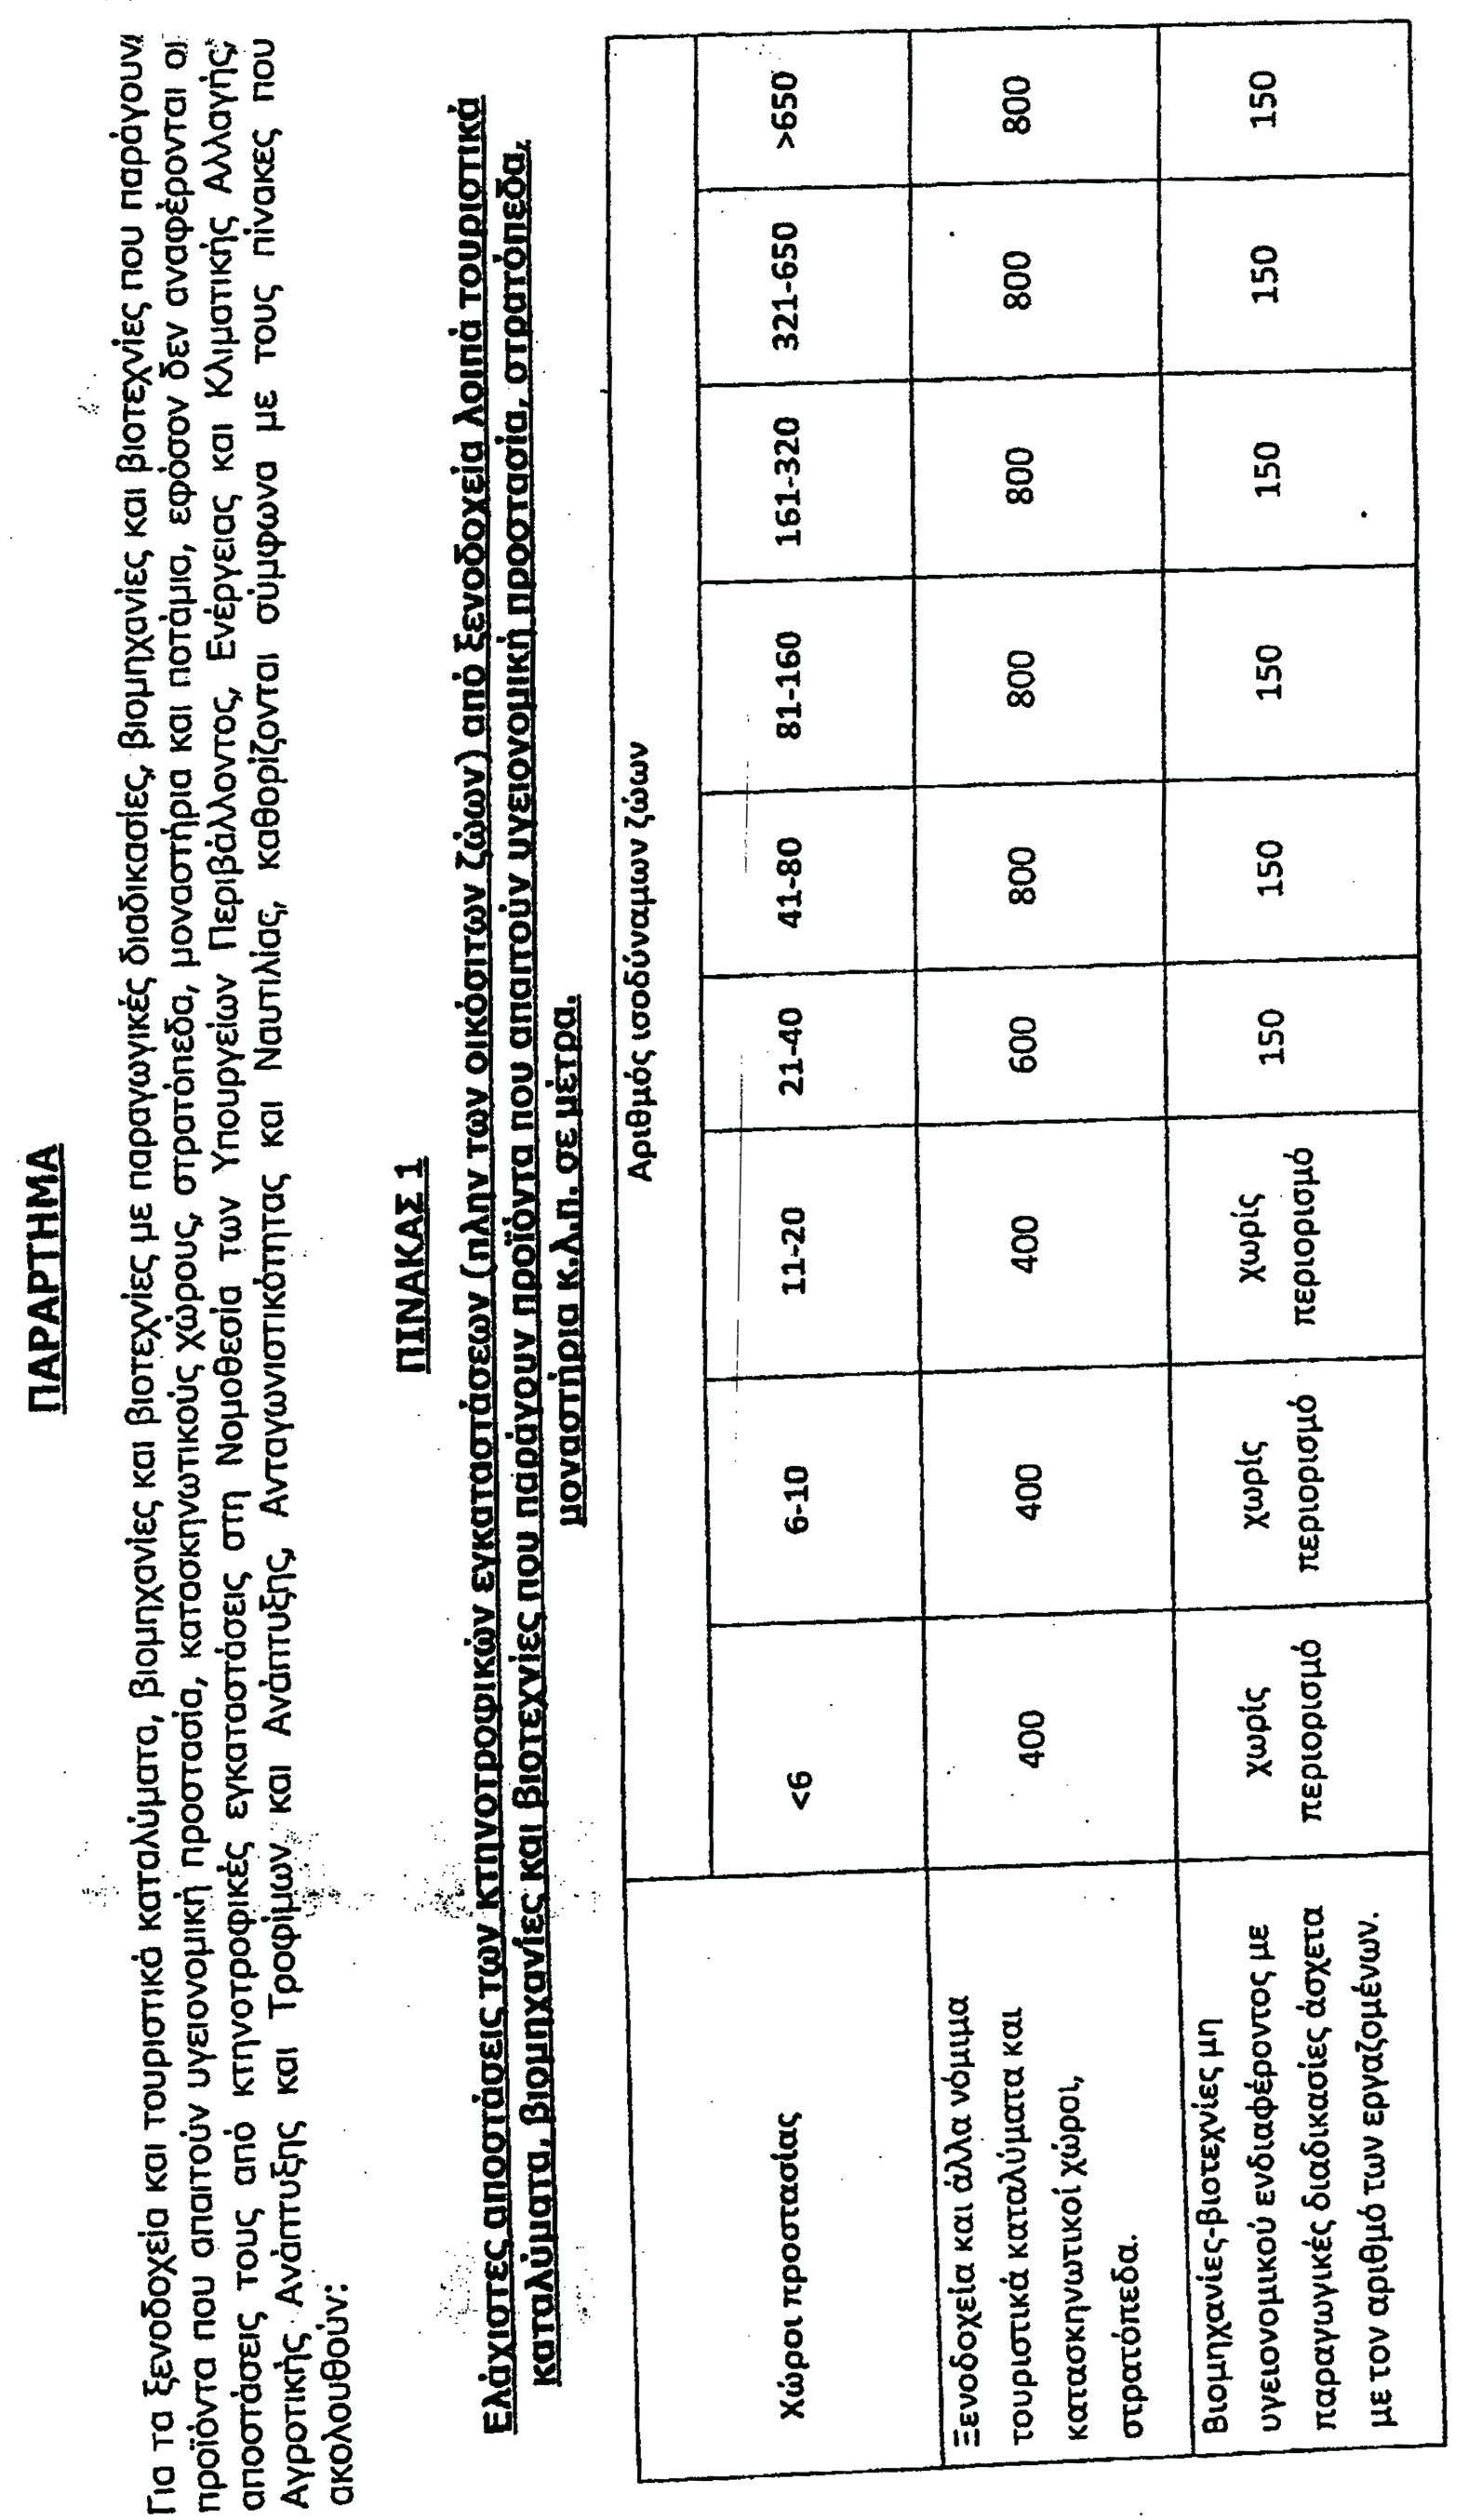 ΠΑΡΑΡΤΗΜΑ
Για τα ξενοδοχεία και τουριστικά καταλύματα, βιομηχανίες και βιοτεχνίες με παραγωγικές διαδικασίες, βιομηχανίες και βιοτεχνίες που παράγουν
προϊόντα που απαιτούν υγειονομική προστασία, κατασκηνωτικούς χώρους, στρατόπεδα, μοναστήρια και ποτάμια, εφόσον δεν αναφέρονται οι
αποστάσεις τους από κτηνοτροφικές εγκαταστάσεις στη Νομοθεσία των Υπουργείων Περιβάλλοντος, Ενέργειας και Κλιματικής Αλλαγής,
Αγροτικής Ανάπτυξης και Τροφίμων και Ανάπτυξης, Ανταγωνιστικότητας και Ναυτιλίας, καθορίζονται σύμφωνα με τους πίνακες που
ακολουθούν:
ΠΙΝΑΚΑΣ 1
Ελάχιστες αποστάσεις των κτηνοτροφικών εγκαταστάσεων (πλην των οικόσιτων ζώων) από ξενοδοχεία λοιπά τουριστικά
καταλύματα, βιομηχανίες και βιοτεχνίες που παράγουν προϊόντα που απαιτούν υγειονομική προστασία, στρατόπεδα,
μοναστήρια κ.λ.π. σε μέτρα.
Αριθμός ισοδύναμων ζώων
Χώροι προστασίας <6 6-10 11-20 21-40 41-80 81-160 161-320 321-650 >650
Ξενοδοχεία και άλλα νόμιμα
τουριστικά καταλύματα και
κατασκηνωτικοί χώροι,
στρατόπεδα.
400 400 400 600 800 800 800 800 800
Βιομηχανίες-βιοτεχνίες μη
υγειονομικού ενδιαφέροντος με
παραγωγικές διαδικασίες άσχετα
με τον αριθμό των εργαζομένων.
χωρίς περιορισμό χωρίς περιορισμό χωρίς περιορισμό 150 150 150 150 150 150